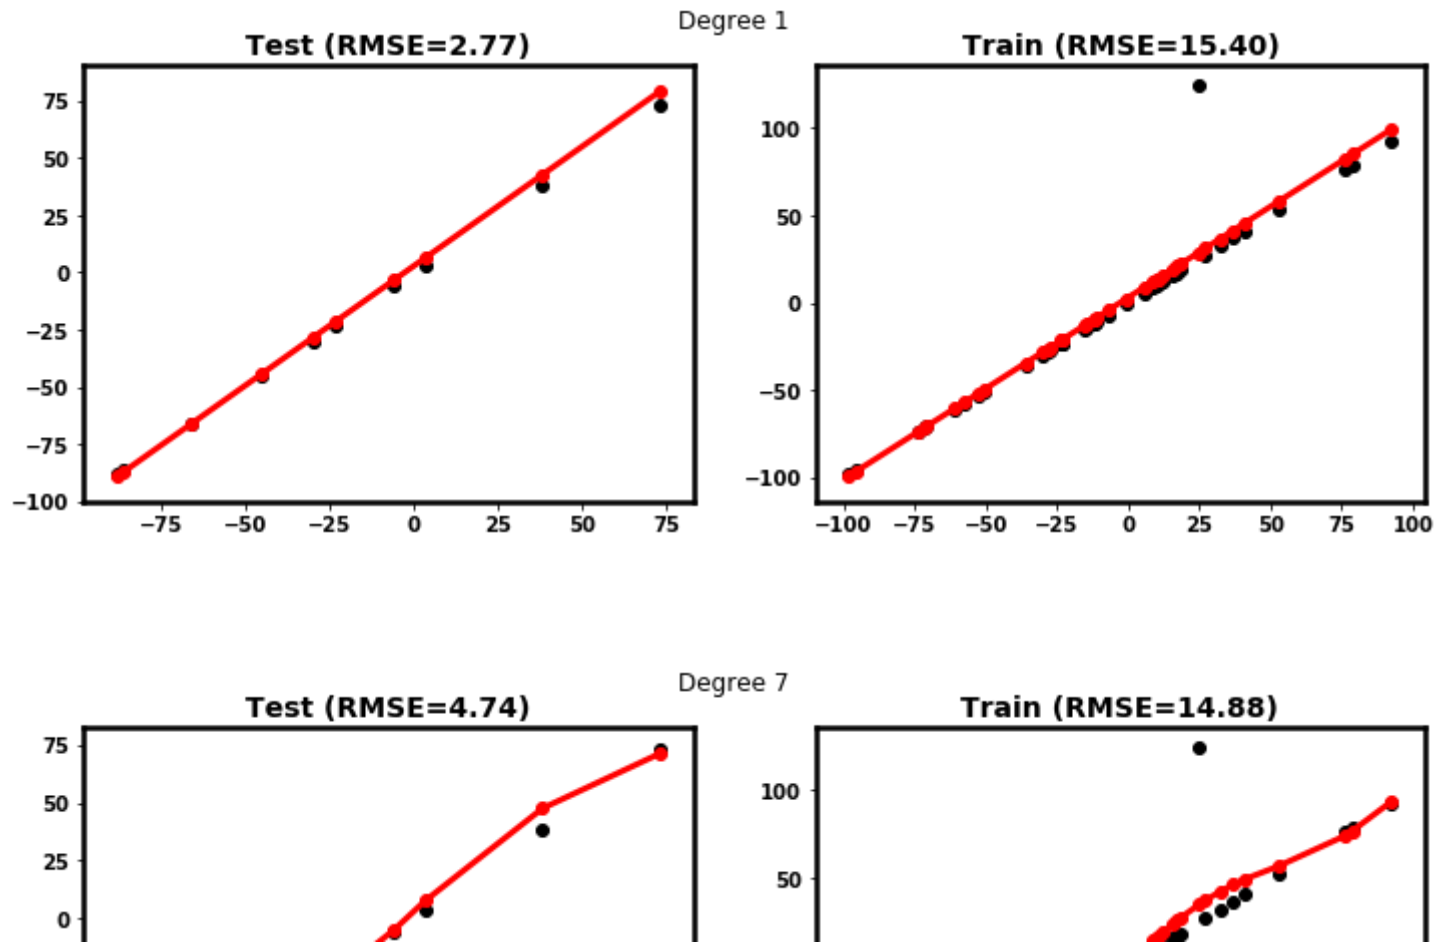 Degree 1
Test (RMSE=2.77)
Train (RMSE=15.40)
75
50
25
0
−25
−50
−75
−100
−75 −50 −25 0 25 50 75
100
50
0
−50
−100
−100 −75 −50 −25 0 25 50 75 100
Degree 7
Test (RMSE=4.74)
Train (RMSE=14.88)
75
50
25
0
100
50